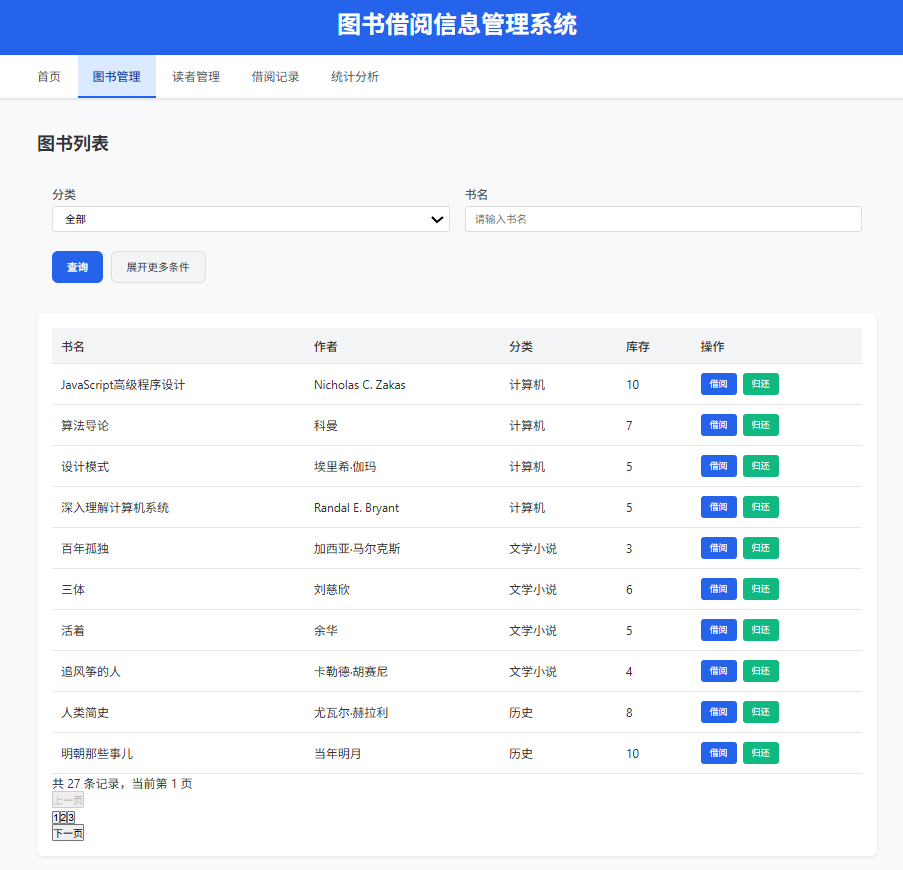 图书借阅信息管理系统
首页 图书管理 读者管理 借阅记录 统计分析
图书列表
分类 书名
全部 请输入书名
查询 展开更多条件
书名 作者 分类 库存 操作
JavaScript高级程序设计 Nicholas C. Zakas 计算机 10 借阅 归还
算法导论 科曼 计算机 7 借阅 归还
设计模式 埃里希·伽玛 计算机 5 借阅 归还
深入理解计算机系统 Randal E. Bryant 计算机 5 借阅 归还
百年孤独 加西亚·马尔克斯 文学小说 3 借阅 归还
三体 刘慈欣 文学小说 6 借阅 归还
活着 余华 文学小说 5 借阅 归还
追风筝的人 卡勒德·胡赛尼 文学小说 4 借阅 归还
人类简史 尤瓦尔·赫拉利 历史 8 借阅 归还
明朝那些事儿 当年明月 历史 10 借阅 归还
共 27 条记录，当前第 1 页
上一页
1 2 3
下一页